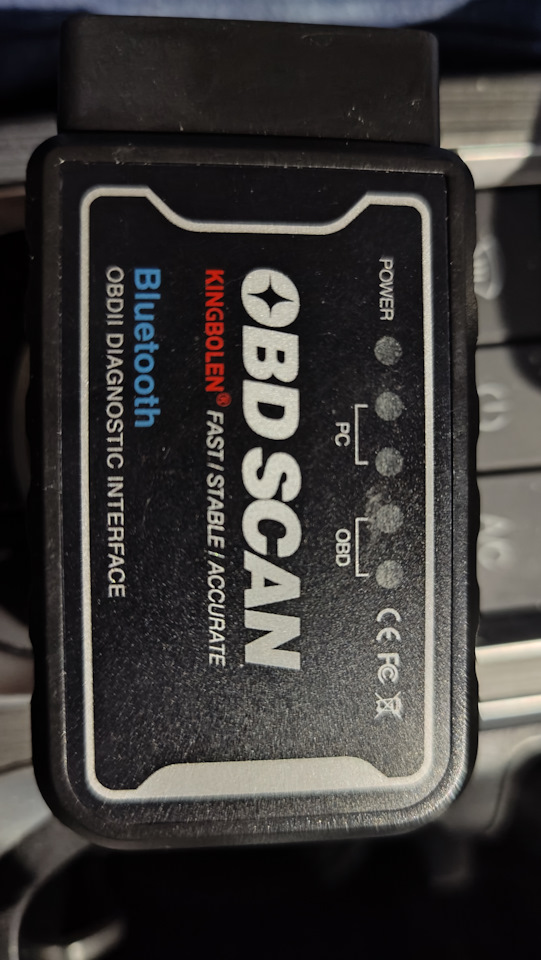 POWER
PC
OBD
CE FC
OBD SCAN
KINGBOLEN® FAST / STABLE / ACCURATE
Bluetooth
OBDII DIAGNOSTIC INTERFACE